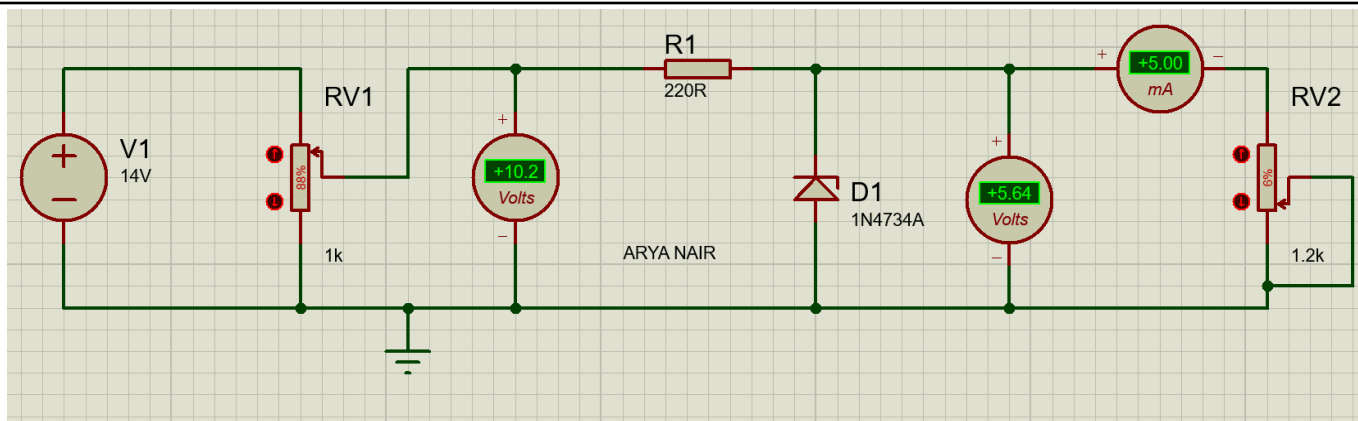 R1
220R
RV1
88%
1k
V1
14V
+
-
+
+10.2
Volts
-
D1
1N4734A
ARYA NAIR
+
+5.64
Volts
-
+
+5.00
mA
-
RV2
6%
1.2k